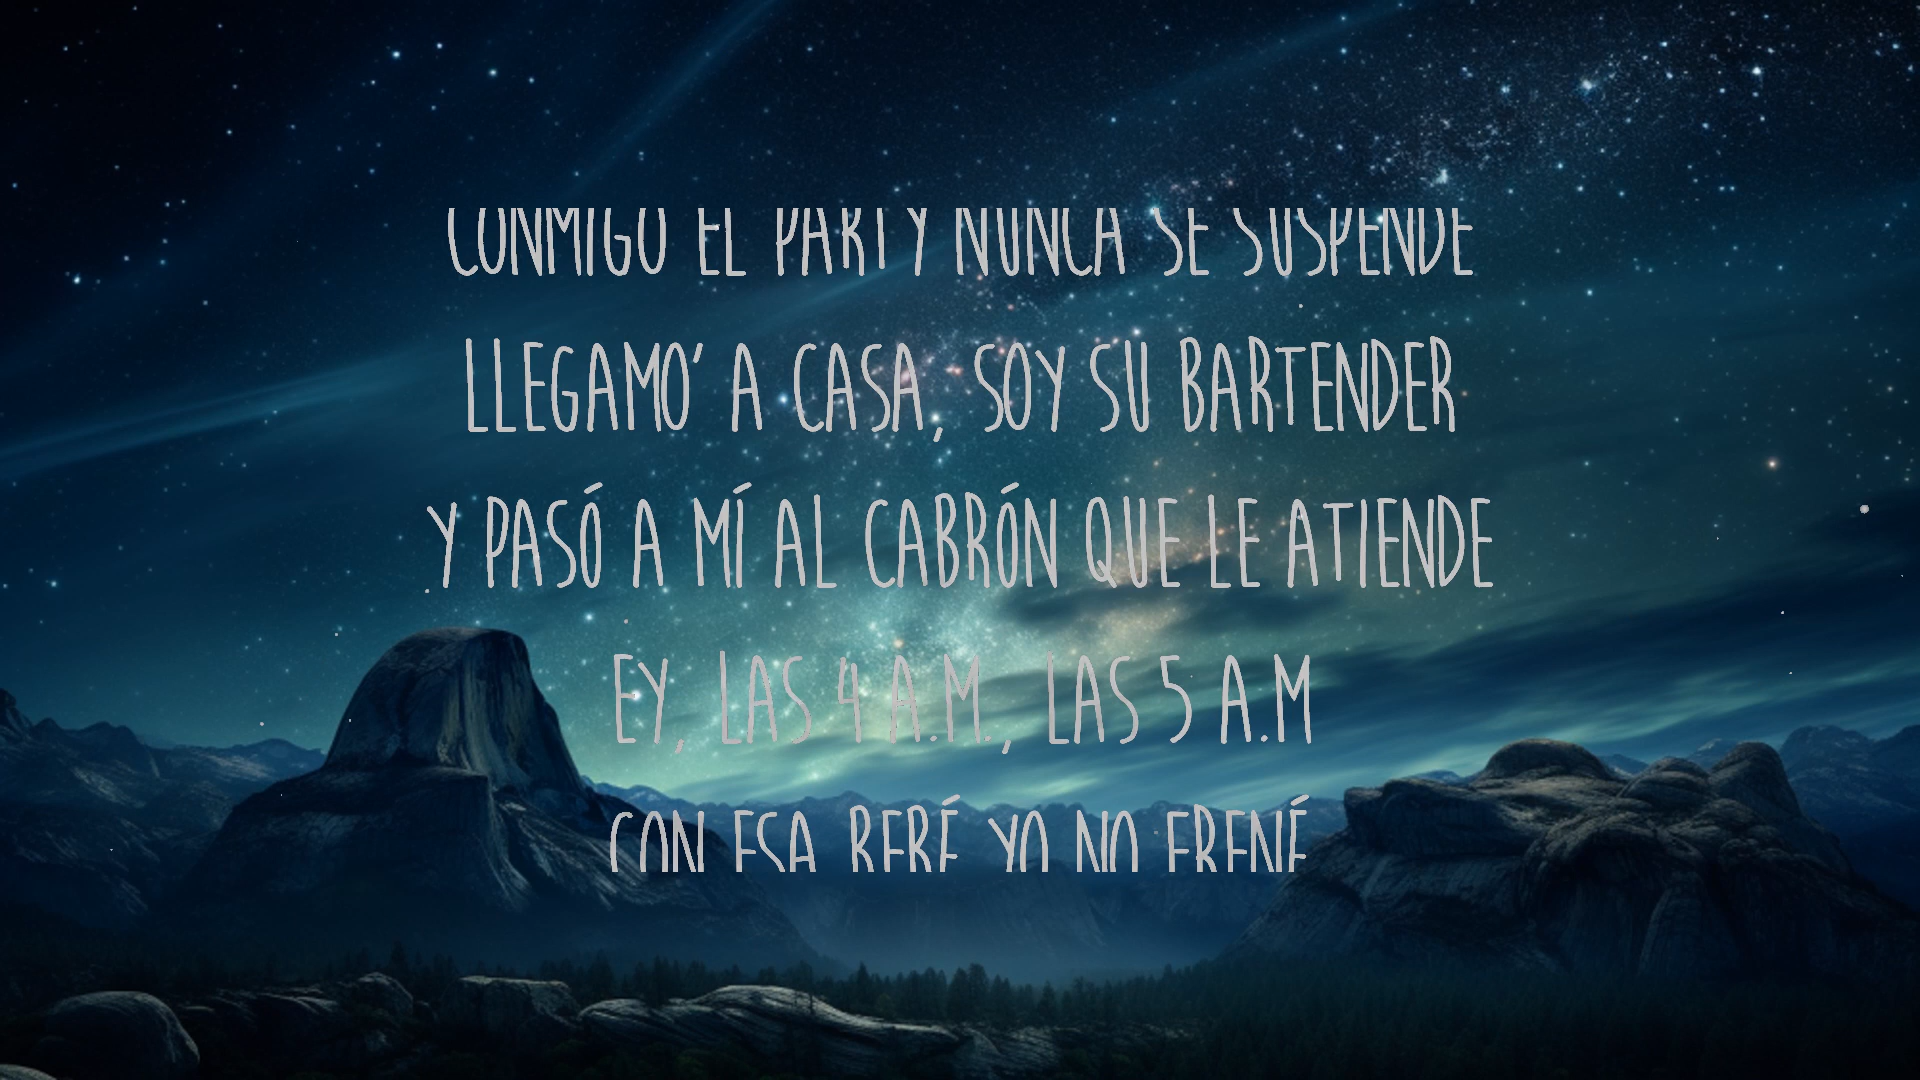 CONMIGO EL PARTY NUNCA SE SUSPENDE
LLEGAMO' A CASA, SOY SU BARTENDER
Y PASÓ A MÍ AL CABRÓN QUE LE ATIENDE
EY, LAS 4 A.M., LAS 5 A.M
CON ESA BEBÉ YO NO FRENÉ